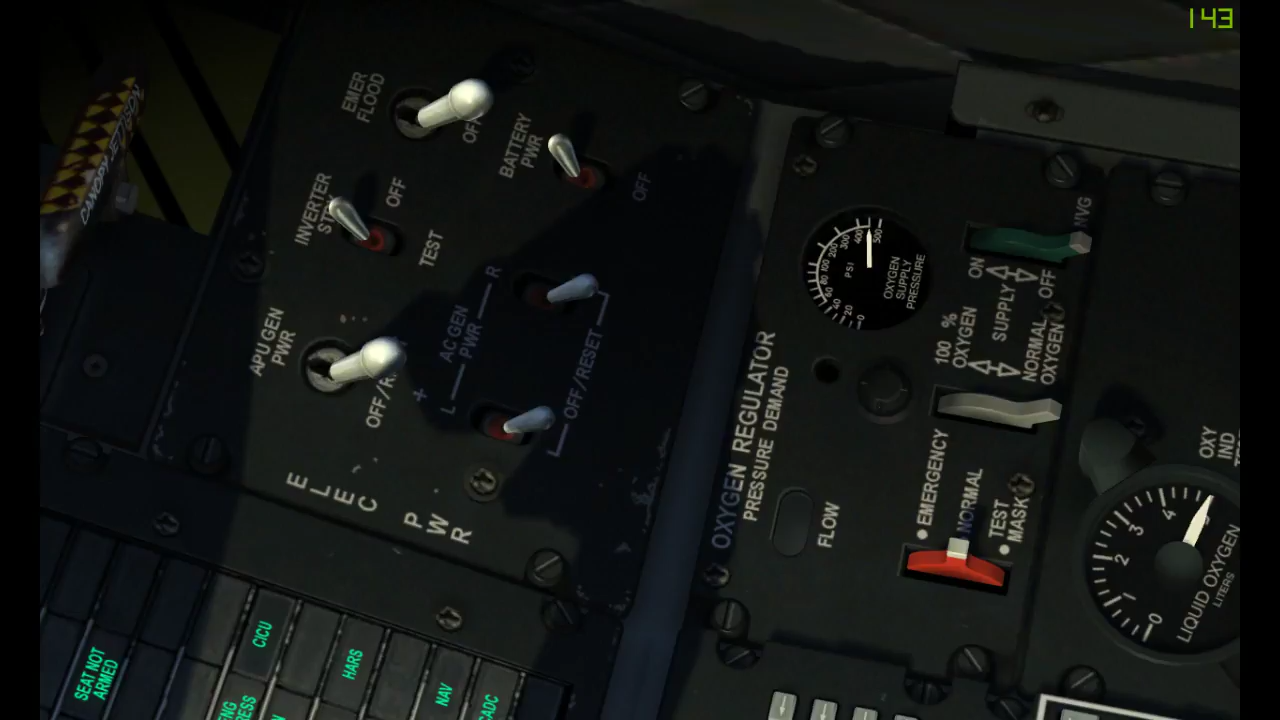 143
EMER
FLOOD
OFF
BATTERY
PWR
OFF
CANOPY JETTISON
INVERTER
OFF
TEST
APU GEN
PWR
OFF/R
R
AC GEN
PWR
L
+
OFF/RESET
ELEC
PWR
SEAT NOT
ARMED
CICU
HARS
NAV
CADC
OXYGEN REGULATOR
PRESSURE DEMAND
PSI
500
400
300
200
100
80
60
40
20
0
OXYGEN
SUPPLY
PRESSURE
NVG
ON
OFF
SUPPLY
100 %
OXYGEN
NORMAL
OXYGEN
FLOW
EMERGENCY
NORMAL
TEST
MASK
OXY
IND
4
3
2
1
0
LIQUID OXYGEN
LITERS